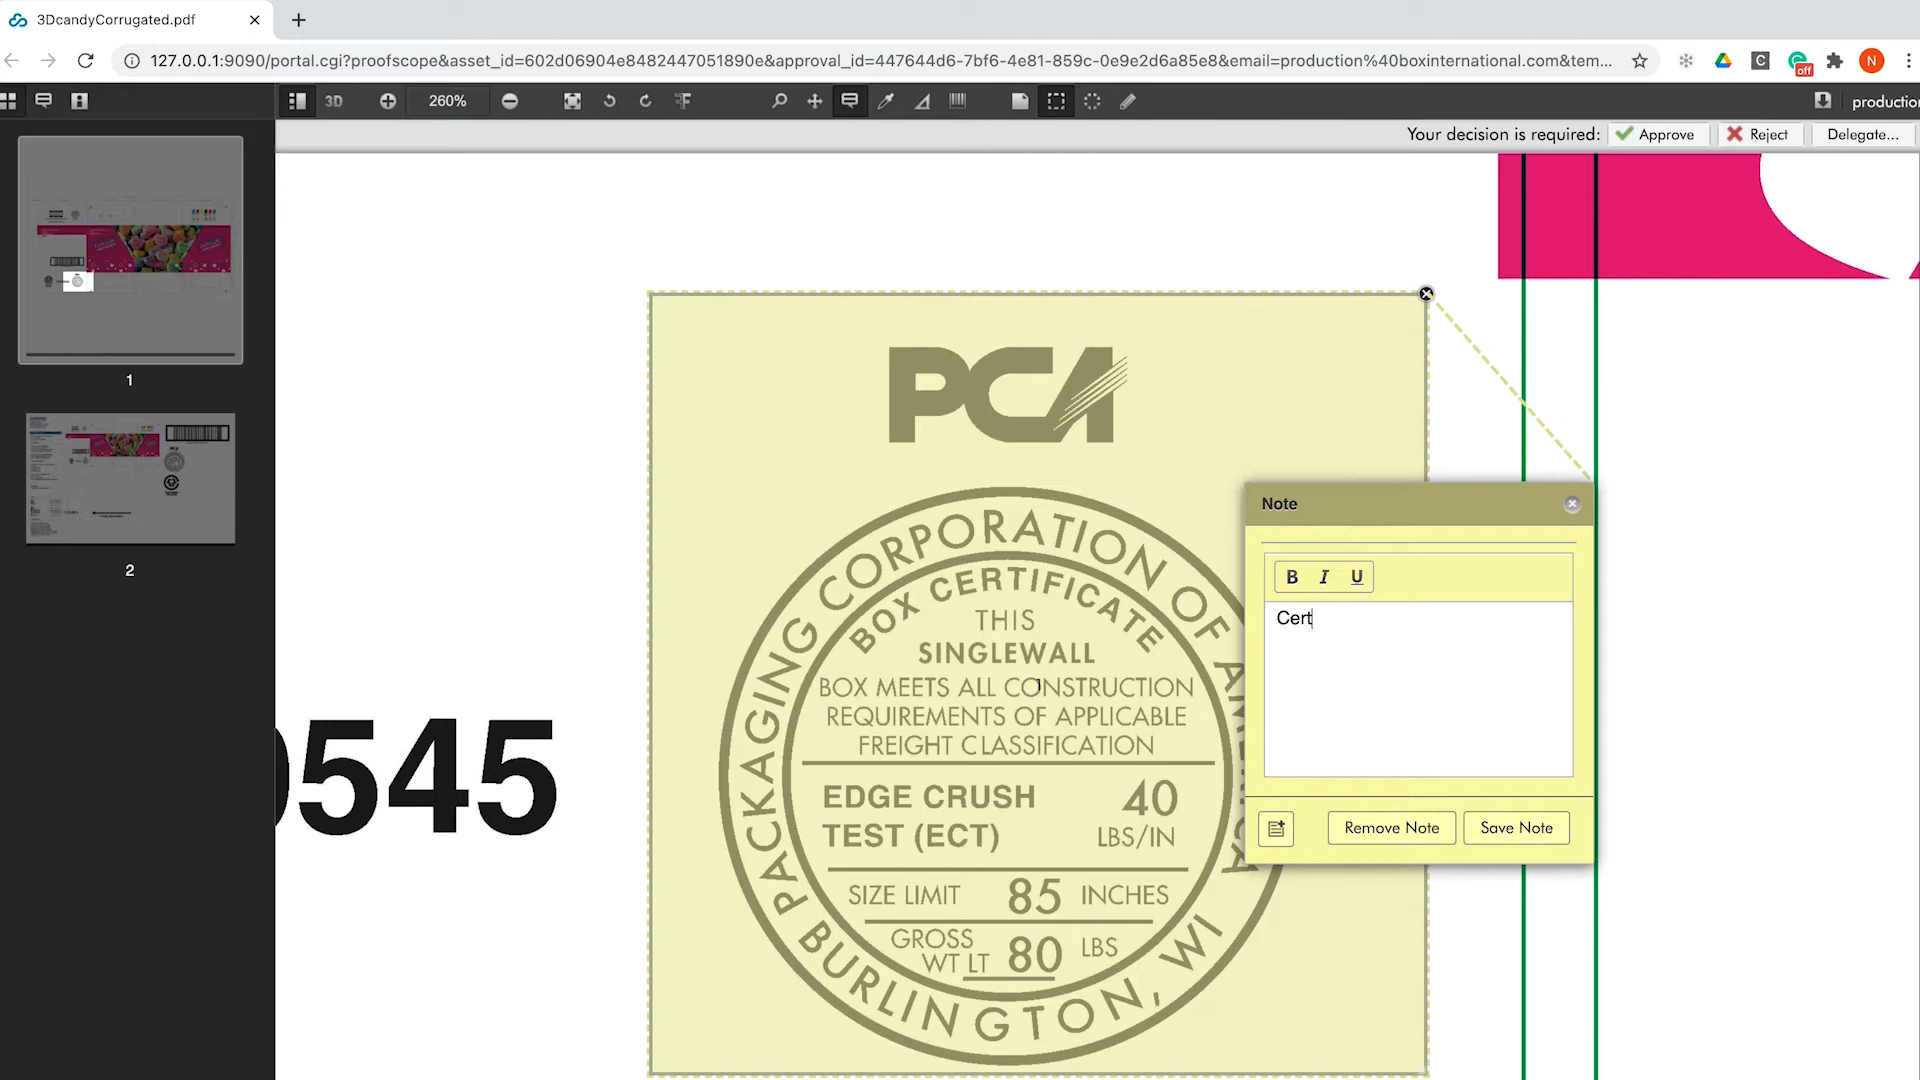 3DcandyCorrugated.pdf
127.0.0.1:9090/portal.cgi?proofscope&asset_id=602d06904e8482447051890e&approval_id=447644d6-7bf6-4e81-859c-0e9e2d6a85e8&email=production%40boxinternational.com&tem...
C
off
N
3D
260%
production
Your decision is required:
Approve
Reject
Delegate...
1
2
PCA
PACKAGING CORPORATION OF AMERICA
BOX CERTIFICATE
THIS
SINGLEWALL
BOX MEETS ALL CONSTRUCTION
REQUIREMENTS OF APPLICABLE
FREIGHT CLASSIFICATION
EDGE CRUSH
TEST (ECT)
40
LBS/IN
SIZE LIMIT 85 INCHES
GROSS
WT LT 80 LBS
BURLINGTON, WI
0545
Note
B I U
Cert
Remove Note
Save Note